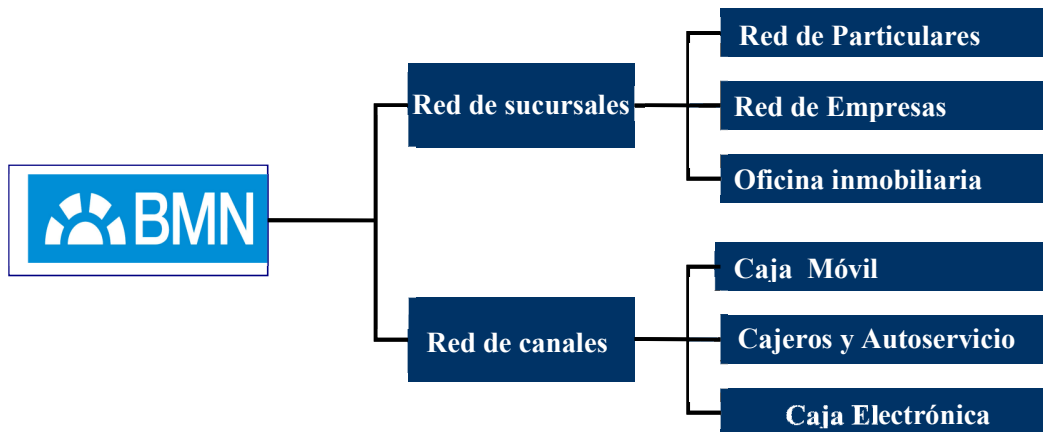 BMN
Red de sucursales
Red de Particulares
Red de Empresas
Oficina inmobiliaria
Red de canales
Caja Móvil
Cajeros y Autoservicio
Caja Electrónica